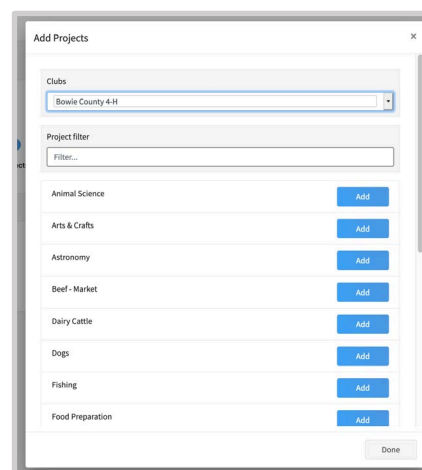 Add Projects ×
Clubs
Bowie County 4-H
Project filter
Filter...
Animal Science Add
Arts & Crafts Add
Astronomy Add
Beef - Market Add
Dairy Cattle Add
Dogs Add
Fishing Add
Food Preparation Add
Done